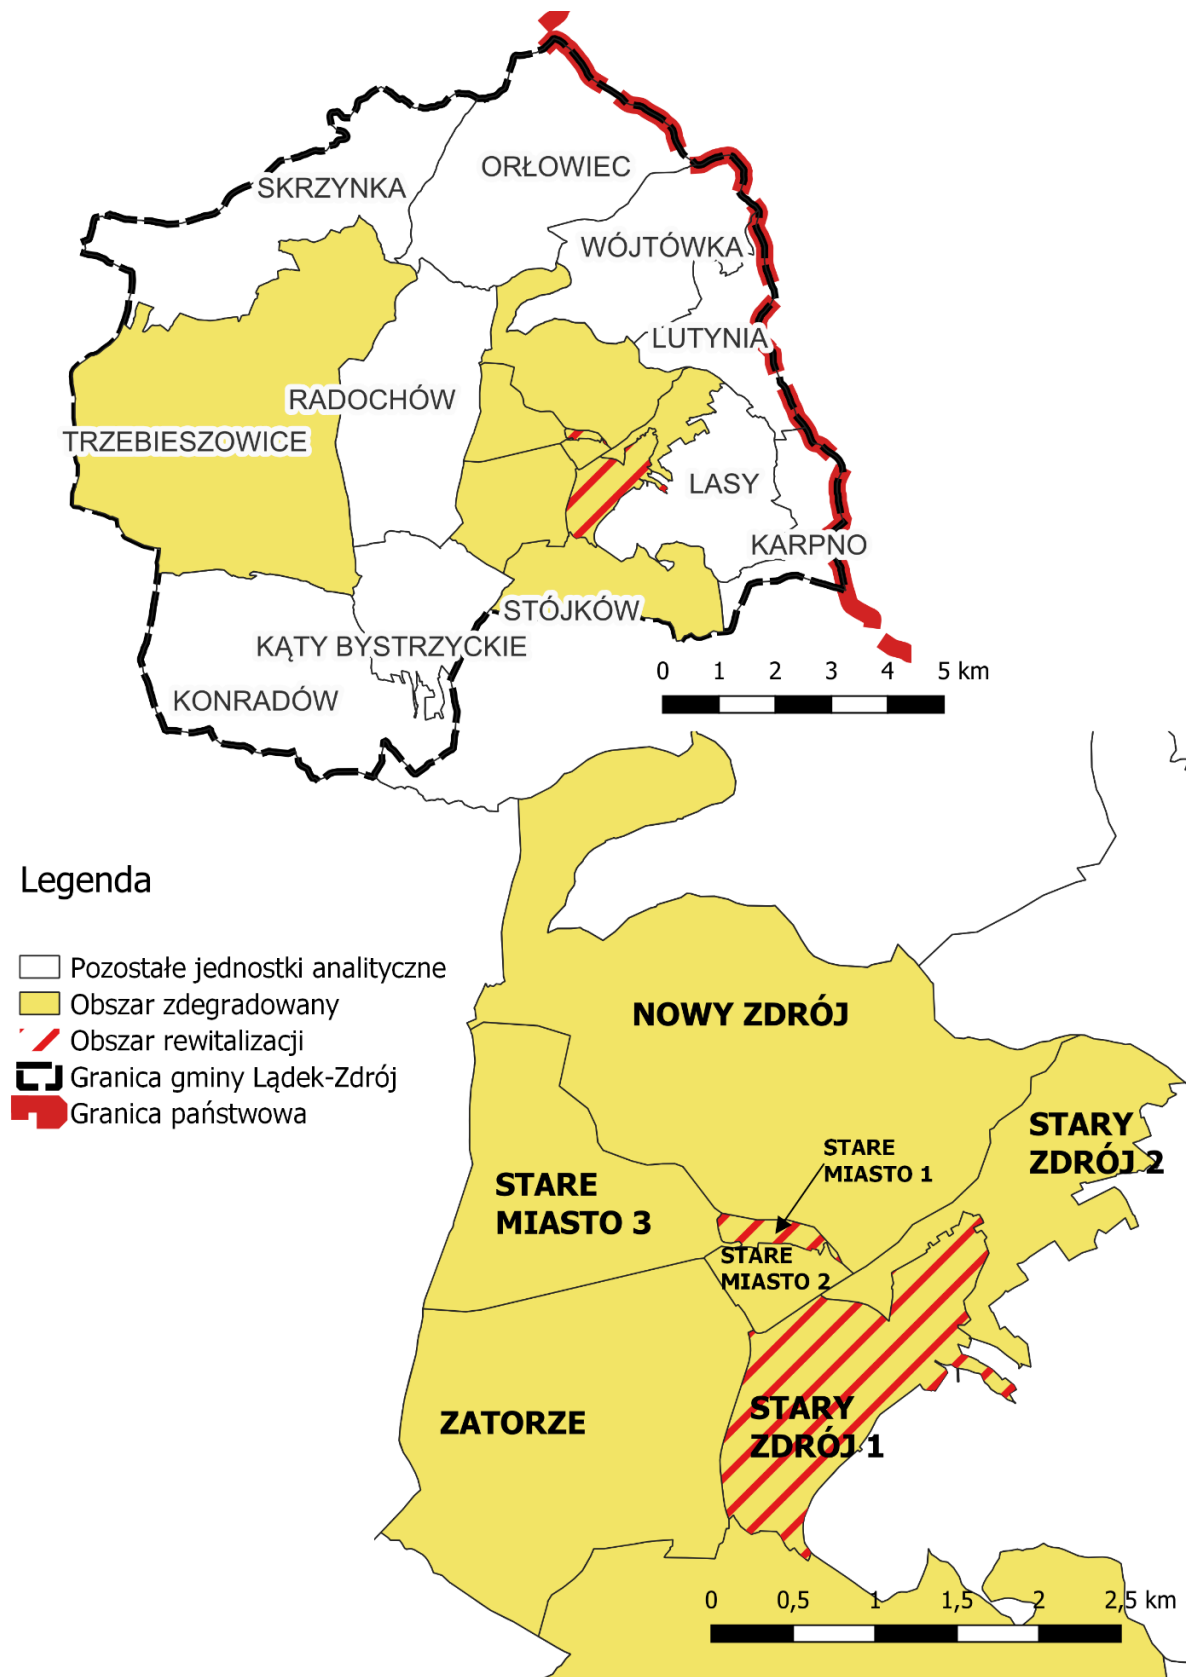 ORŁOWIEC
SKRZYNKA
WÓJTÓWKA
LUTYNIA
RADOCHÓW
TRZEBIESZOWICE
LASY
KARPNO
STÓJKÓW
KĄTY BYSTRZYCKIE
KONRADÓW
0 1 2 3 4 5 km
Legenda
Pozostałe jednostki analityczne
Obszar zdegradowany
Obszar rewitalizacji
Granica gminy Lądek-Zdrój
Granica państwowa
NOWY ZDRÓJ
STARY
ZDRÓJ 2
STARE
MIASTO 1
STARE
MIASTO 3
STARE
MIASTO 2
STARY
ZDRÓJ 1
ZATORZE
0 0,5 1 1,5 2 2,5 km